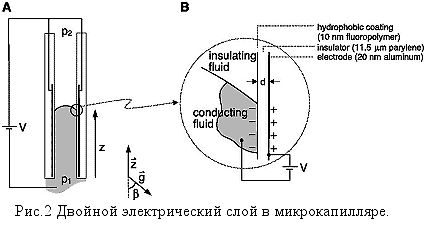 A
B
p2
V
z
p1
z
g
β
insulating
fluid
conducting
fluid
d
V
hydrophobic coating
(10 nm fluoropolymer)
insulator (11.5 µm parylene)
electrode (20 nm aluminum)
Рис.2 Двойной электрический слой в микрокапилляре.